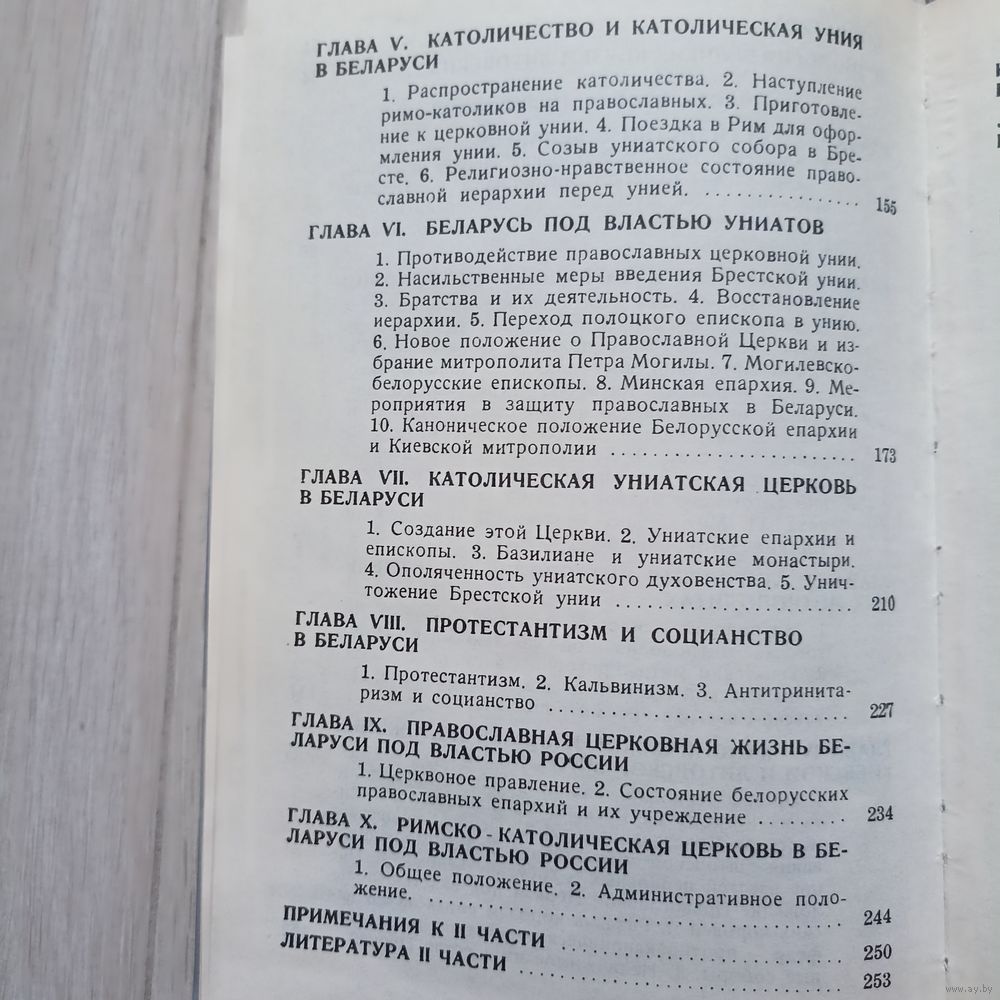 ГЛАВА V. КАТОЛИЧЕСТВО И КАТОЛИЧЕСКАЯ УНИЯ
В БЕЛАРУСИ
1. Распространение католичества. 2. Наступление
римо-католиков на православных. 3. Приготовле-
ние к церковной унии. 4. Поездка в Рим для офор-
мления унии. 5. Созыв униатского собора в Бре-
сте. 6. Религиозно-нравственное состояние право-
славной иерархии перед унией. ............... 155
ГЛАВА VI. БЕЛАРУСЬ ПОД ВЛАСТЬЮ УНИАТОВ
1. Противодействие православных церковной унии.
2. Насильственные меры введения Брестской унии.
3. Братства и их деятельность. 4. Восстановление
иерархии. 5. Переход полоцкого епископа в унию.
6. Новое положение о Православной Церкви и из-
брание митрополита Петра Могилы. 7. Могилевско-
белорусские епископы. 8. Минская епархия. 9. Ме-
роприятия в защиту православных в Беларуси.
10. Каноническое положение Белорусской епархии
и Киевской митрополии ........................ 173
ГЛАВА VII. КАТОЛИЧЕСКАЯ УНИАТСКАЯ ЦЕРКОВЬ
В БЕЛАРУСИ
1. Создание этой Церкви. 2. Униатские епархии и
епископы. 3. Базилиане и униатские монастыри.
4. Ополяченность униатского духовенства. 5. Унич-
тожение Брестской унии ....................... 210
ГЛАВА VIII. ПРОТЕСТАНТИЗМ И СОЦИАНСТВО
В БЕЛАРУСИ
1. Протестантизм. 2. Кальвинизм. 3. Антитринита-
ризм и социанство ............................. 227
ГЛАВА IX. ПРАВОСЛАВНАЯ ЦЕРКОВНАЯ ЖИЗНЬ БЕ-
ЛАРУСИ ПОД ВЛАСТЬЮ РОССИИ
1. Церквоное правление. 2. Состояние белорусских
православных епархий и их учреждение ......... 234
ГЛАВА X. РИМСКО-КАТОЛИЧЕСКАЯ ЦЕРКОВЬ В БЕ-
ЛАРУСИ ПОД ВЛАСТЬЮ РОССИИ
1. Общее положение. 2. Административное поло-
жение. ........................................ 244
ПРИМЕЧАНИЯ К II ЧАСТИ ........................... 250
ЛИТЕРАТУРА II ЧАСТИ ............................. 253
www.ay.by